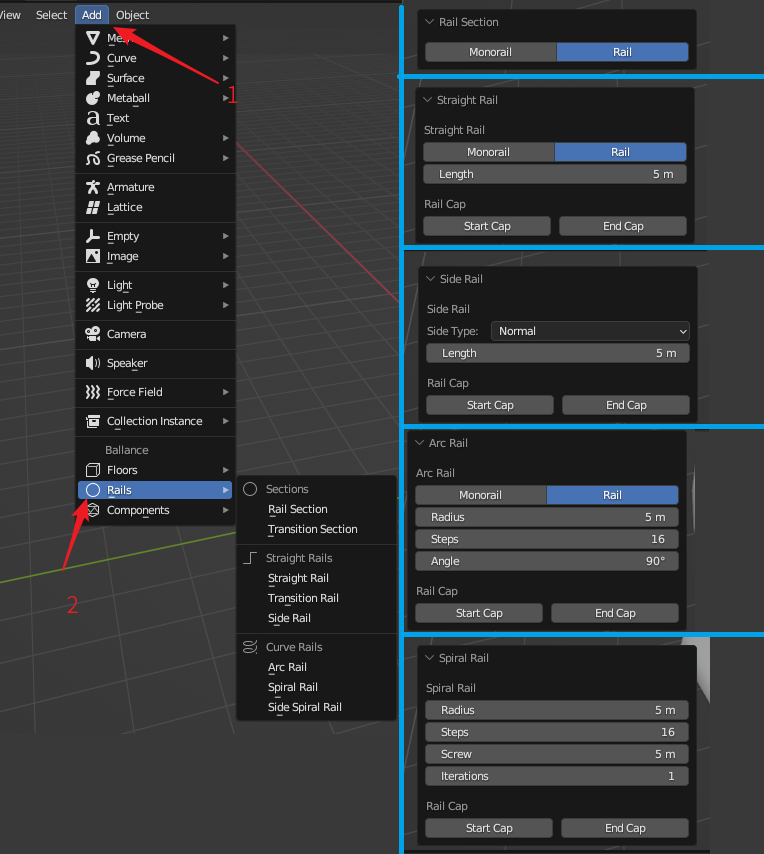 View Select Add Object
Mesh
Curve
Surface
Metaball
Text
Volume
Grease Pencil
Armature
Lattice
Empty
Image
Light
Light Probe
Camera
Speaker
Force Field
Collection Instance
Ballance
Floors
Rails
Components
1
2
Sections
Rail Section
Transition Section
Straight Rails
Straight Rail
Transition Rail
Side Rail
Curve Rails
Arc Rail
Spiral Rail
Side Spiral Rail
Rail Section
Monorail Rail
Straight Rail
Straight Rail
Monorail Rail
Length 5 m
Rail Cap
Start Cap End Cap
Side Rail
Side Rail
Side Type: Normal
Length 5 m
Rail Cap
Start Cap End Cap
Arc Rail
Arc Rail
Monorail Rail
Radius 5 m
Steps 16
Angle 90°
Rail Cap
Start Cap End Cap
Spiral Rail
Spiral Rail
Radius 5 m
Steps 16
Screw 5 m
Iterations 1
Rail Cap
Start Cap End Cap